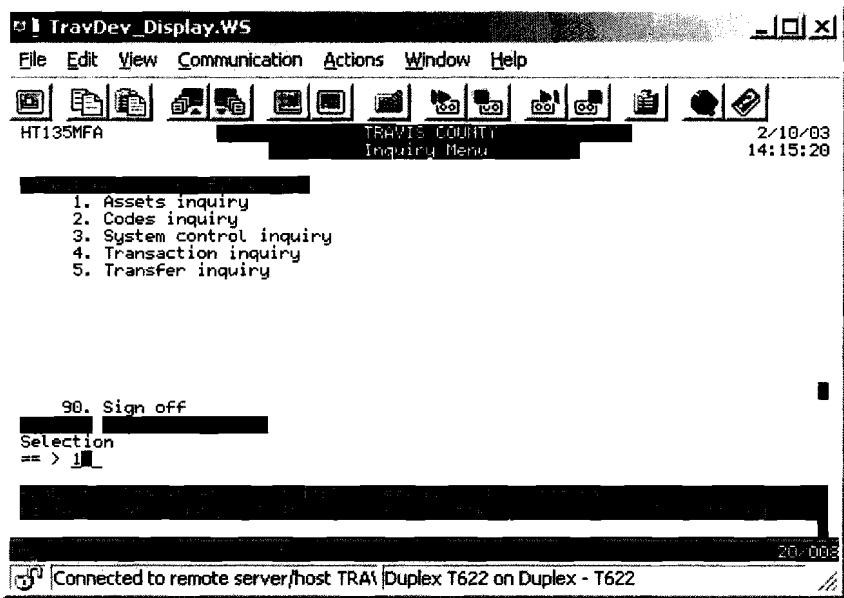 TravDev_Display.WS
File Edit View Communication Actions Window Help
HT135MFA TRAVIS COUNTY 2/10/03
Inquiry Menu 14:15:20
1. Assets inquiry
2. Codes inquiry
3. System control inquiry
4. Transaction inquiry
5. Transfer inquiry
90. Sign off
Selection
== > 1
20/008
Connected to remote server/host TRAV Duplex T622 on Duplex - T622